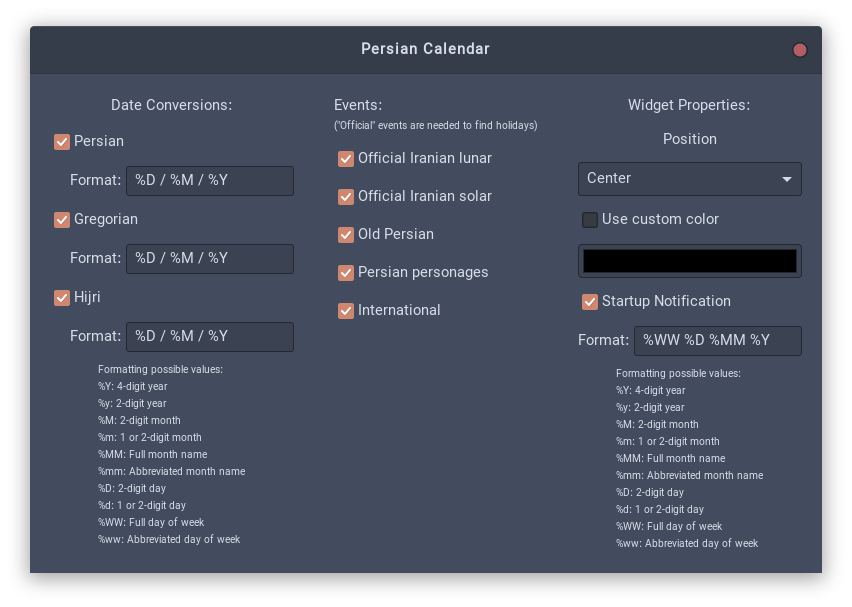 Persian Calendar
Date Conversions:
Persian
Format: %D / %M / %Y
Gregorian
Format: %D / %M / %Y
Hijri
Format: %D / %M / %Y
Formatting possible values:
%Y: 4-digit year
%y: 2-digit year
%M: 2-digit month
%m: 1 or 2-digit month
%MM: Full month name
%mm: Abbreviated month name
%D: 2-digit day
%d: 1 or 2-digit day
%WW: Full day of week
%ww: Abbreviated day of week
Events:
("Official" events are needed to find holidays)
Official Iranian lunar
Official Iranian solar
Old Persian
Persian personages
International
Widget Properties:
Position
Center
Use custom color
Startup Notification
Format: %WW %D %MM %Y
Formatting possible values:
%Y: 4-digit year
%y: 2-digit year
%M: 2-digit month
%m: 1 or 2-digit month
%MM: Full month name
%mm: Abbreviated month name
%D: 2-digit day
%d: 1 or 2-digit day
%WW: Full day of week
%ww: Abbreviated day of week